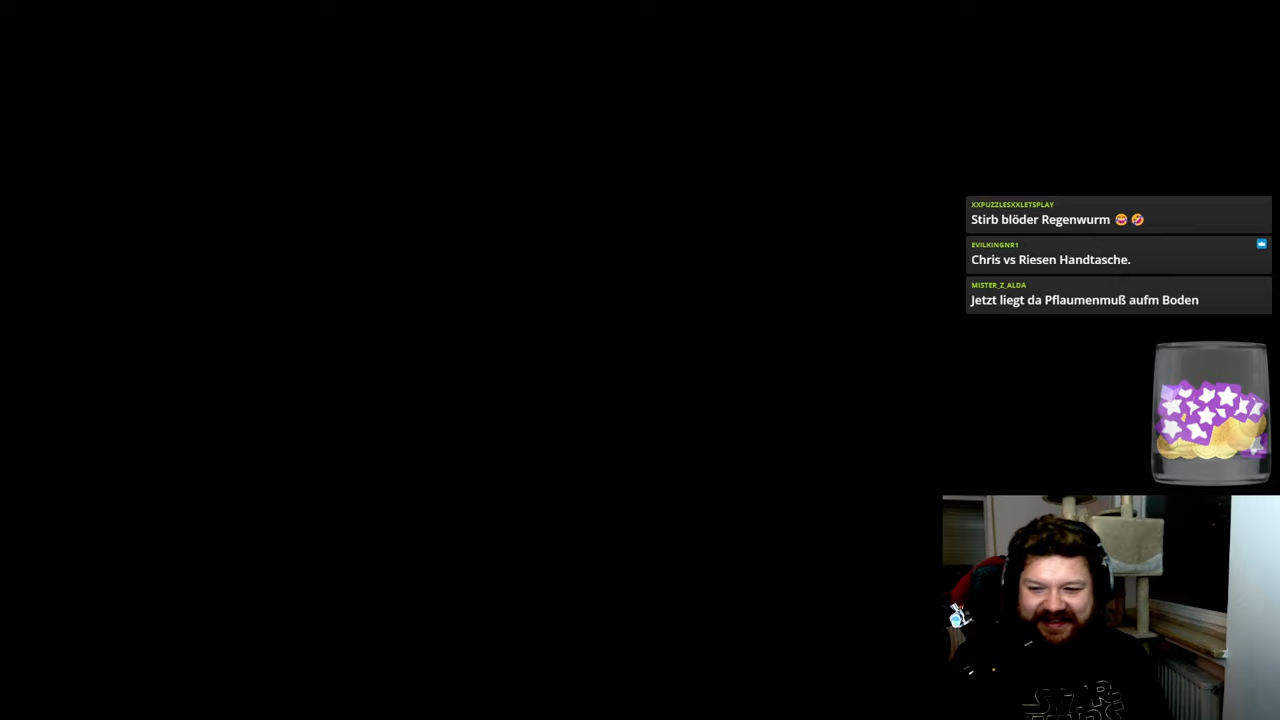 XXPUZZLESXXLETSPLAY
Stirb blöder Regenwurm 😂 🤣
EVILKINGNR1
Chris vs Riesen Handtasche.
MISTER_Z_ALDA
Jetzt liegt da Pflaumenmuß aufm Boden